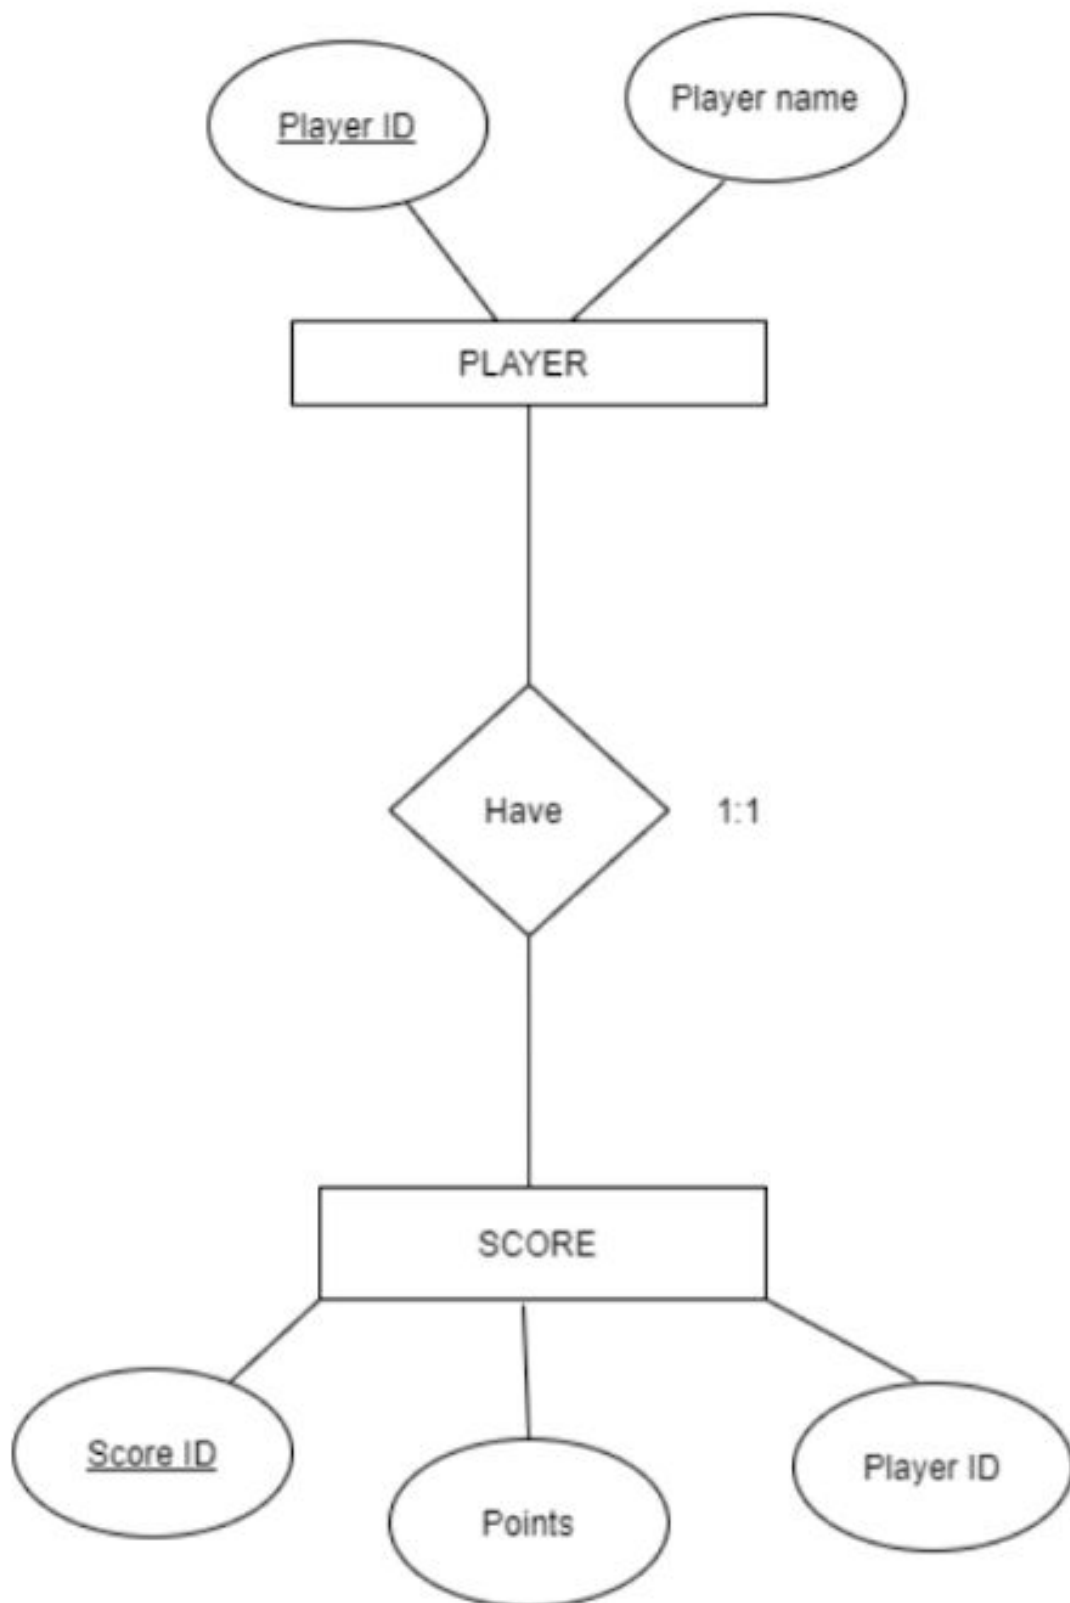 Player ID
Player name
PLAYER
Have
1:1
SCORE
Score ID
Points
Player ID